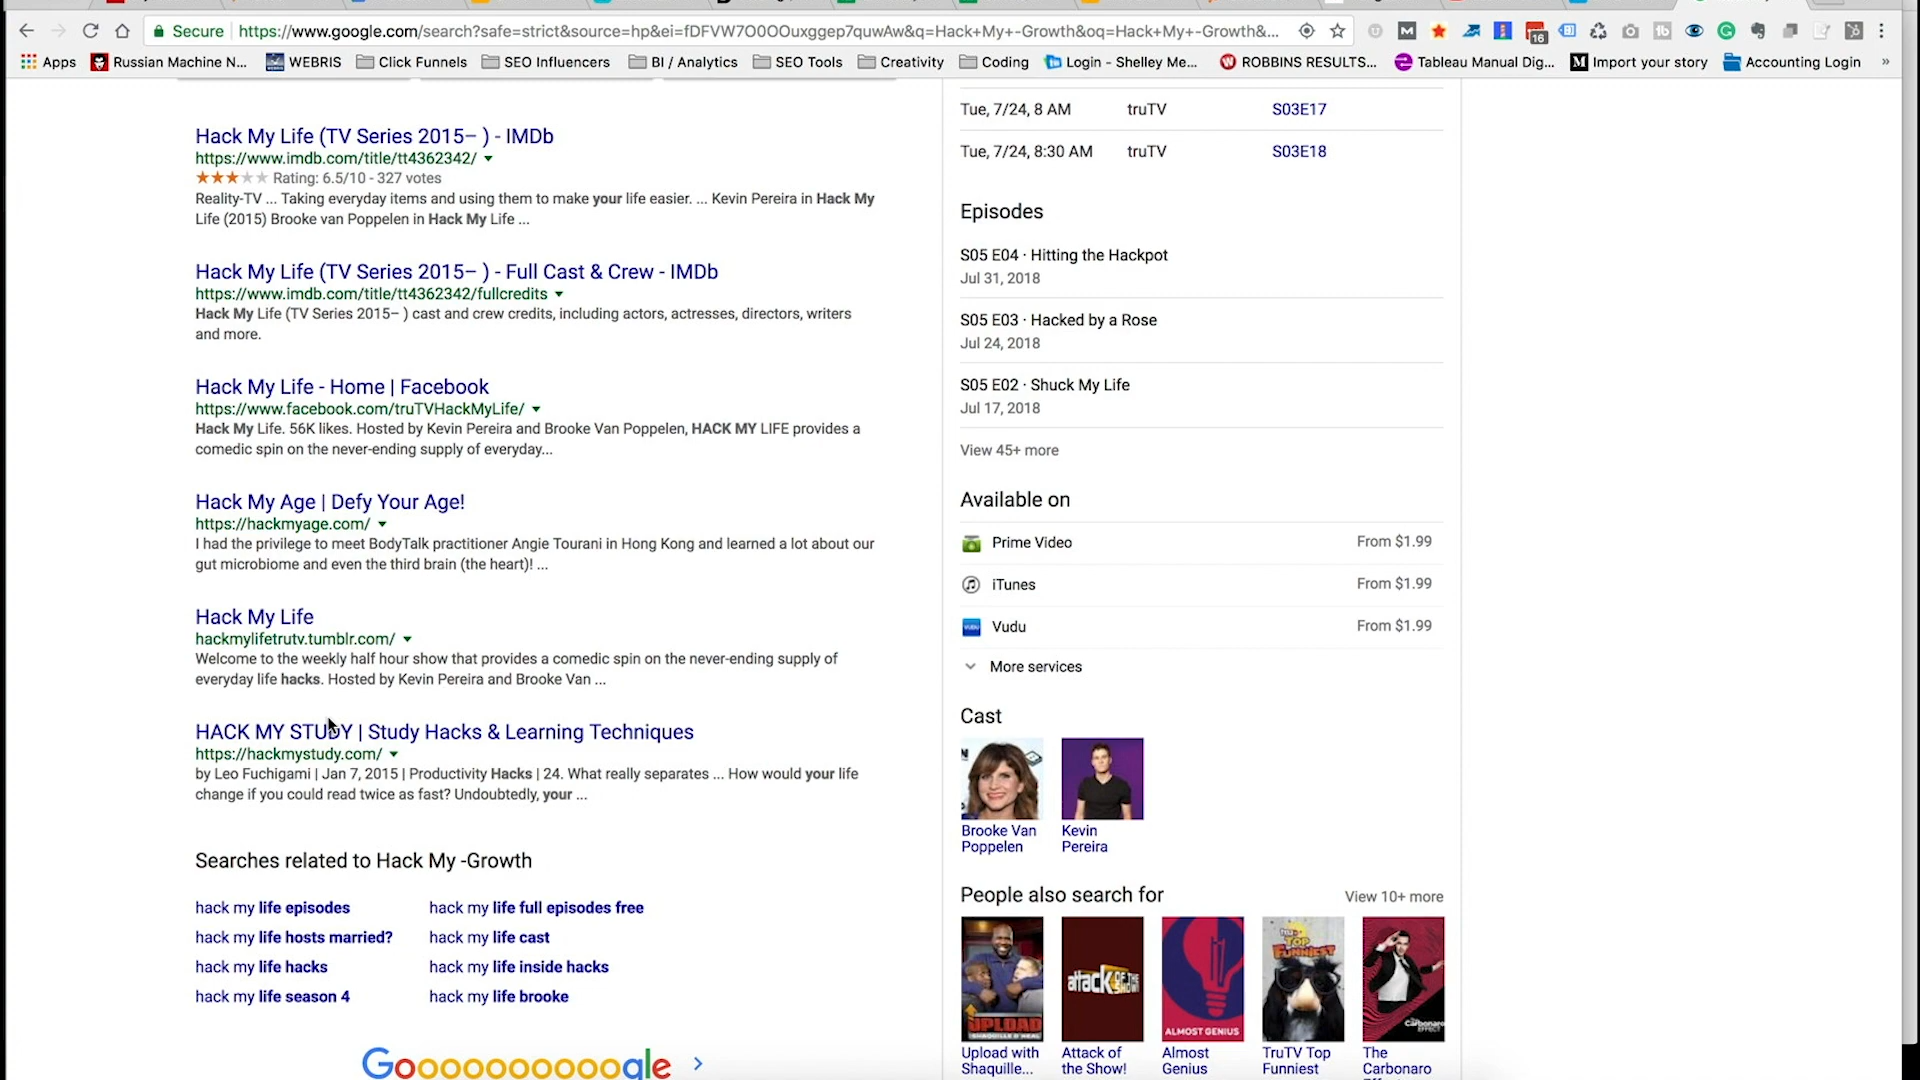 Secure https://www.google.com/search?safe=strict&source=hp&ei=fDFVW7O0OOuxggep7quwAw&q=Hack+My+-Growth&oq=Hack+My+-Growth&...
16
Apps Russian Machine N... WEBRIS Click Funnels SEO Influencers BI / Analytics SEO Tools Creativity Coding Login - Shelley Me... ROBBINS RESULTS... Tableau Manual Dig... Import your story Accounting Login »
Hack My Life (TV Series 2015– ) - IMDb
https://www.imdb.com/title/tt4362342/
Rating: 6.5/10 - 327 votes
Reality-TV ... Taking everyday items and using them to make your life easier. ... Kevin Pereira in Hack My
Life (2015) Brooke van Poppelen in Hack My Life ...
Hack My Life (TV Series 2015– ) - Full Cast & Crew - IMDb
https://www.imdb.com/title/tt4362342/fullcredits
Hack My Life (TV Series 2015– ) cast and crew credits, including actors, actresses, directors, writers
and more.
Hack My Life - Home | Facebook
https://www.facebook.com/truTVHackMyLife/
Hack My Life. 56K likes. Hosted by Kevin Pereira and Brooke Van Poppelen, HACK MY LIFE provides a
comedic spin on the never-ending supply of everyday...
Hack My Age | Defy Your Age!
https://hackmyage.com/
I had the privilege to meet BodyTalk practitioner Angie Tourani in Hong Kong and learned a lot about our
gut microbiome and even the third brain (the heart)! ...
Hack My Life
hackmylifetrutv.tumblr.com/
Welcome to the weekly half hour show that provides a comedic spin on the never-ending supply of
everyday life hacks. Hosted by Kevin Pereira and Brooke Van ...
HACK MY STUDY | Study Hacks & Learning Techniques
https://hackmystudy.com/
by Leo Fuchigami | Jan 7, 2015 | Productivity Hacks | 24. What really separates ... How would your life
change if you could read twice as fast? Undoubtedly, your ...
Searches related to Hack My -Growth
hack my life episodes hack my life full episodes free
hack my life hosts married? hack my life cast
hack my life hacks hack my life inside hacks
hack my life season 4 hack my life brooke
Goooooooooogle
Tue, 7/24, 8 AM truTV S03E17
Tue, 7/24, 8:30 AM truTV S03E18
Episodes
S05 E04 · Hitting the Hackpot
Jul 31, 2018
S05 E03 · Hacked by a Rose
Jul 24, 2018
S05 E02 · Shuck My Life
Jul 17, 2018
View 45+ more
Available on
Prime Video From $1.99
iTunes From $1.99
Vudu From $1.99
More services
Cast
Brooke Van
Poppelen
Kevin
Pereira
People also search for View 10+ more
UPLOAD
attack OF THE SHOW!
ALMOST GENIUS
tru TOP FUNNIEST
Carbonaro
Upload with
Shaquille...
Attack of
the Show!
Almost
Genius
TruTV Top
Funniest
The
Carbonaro